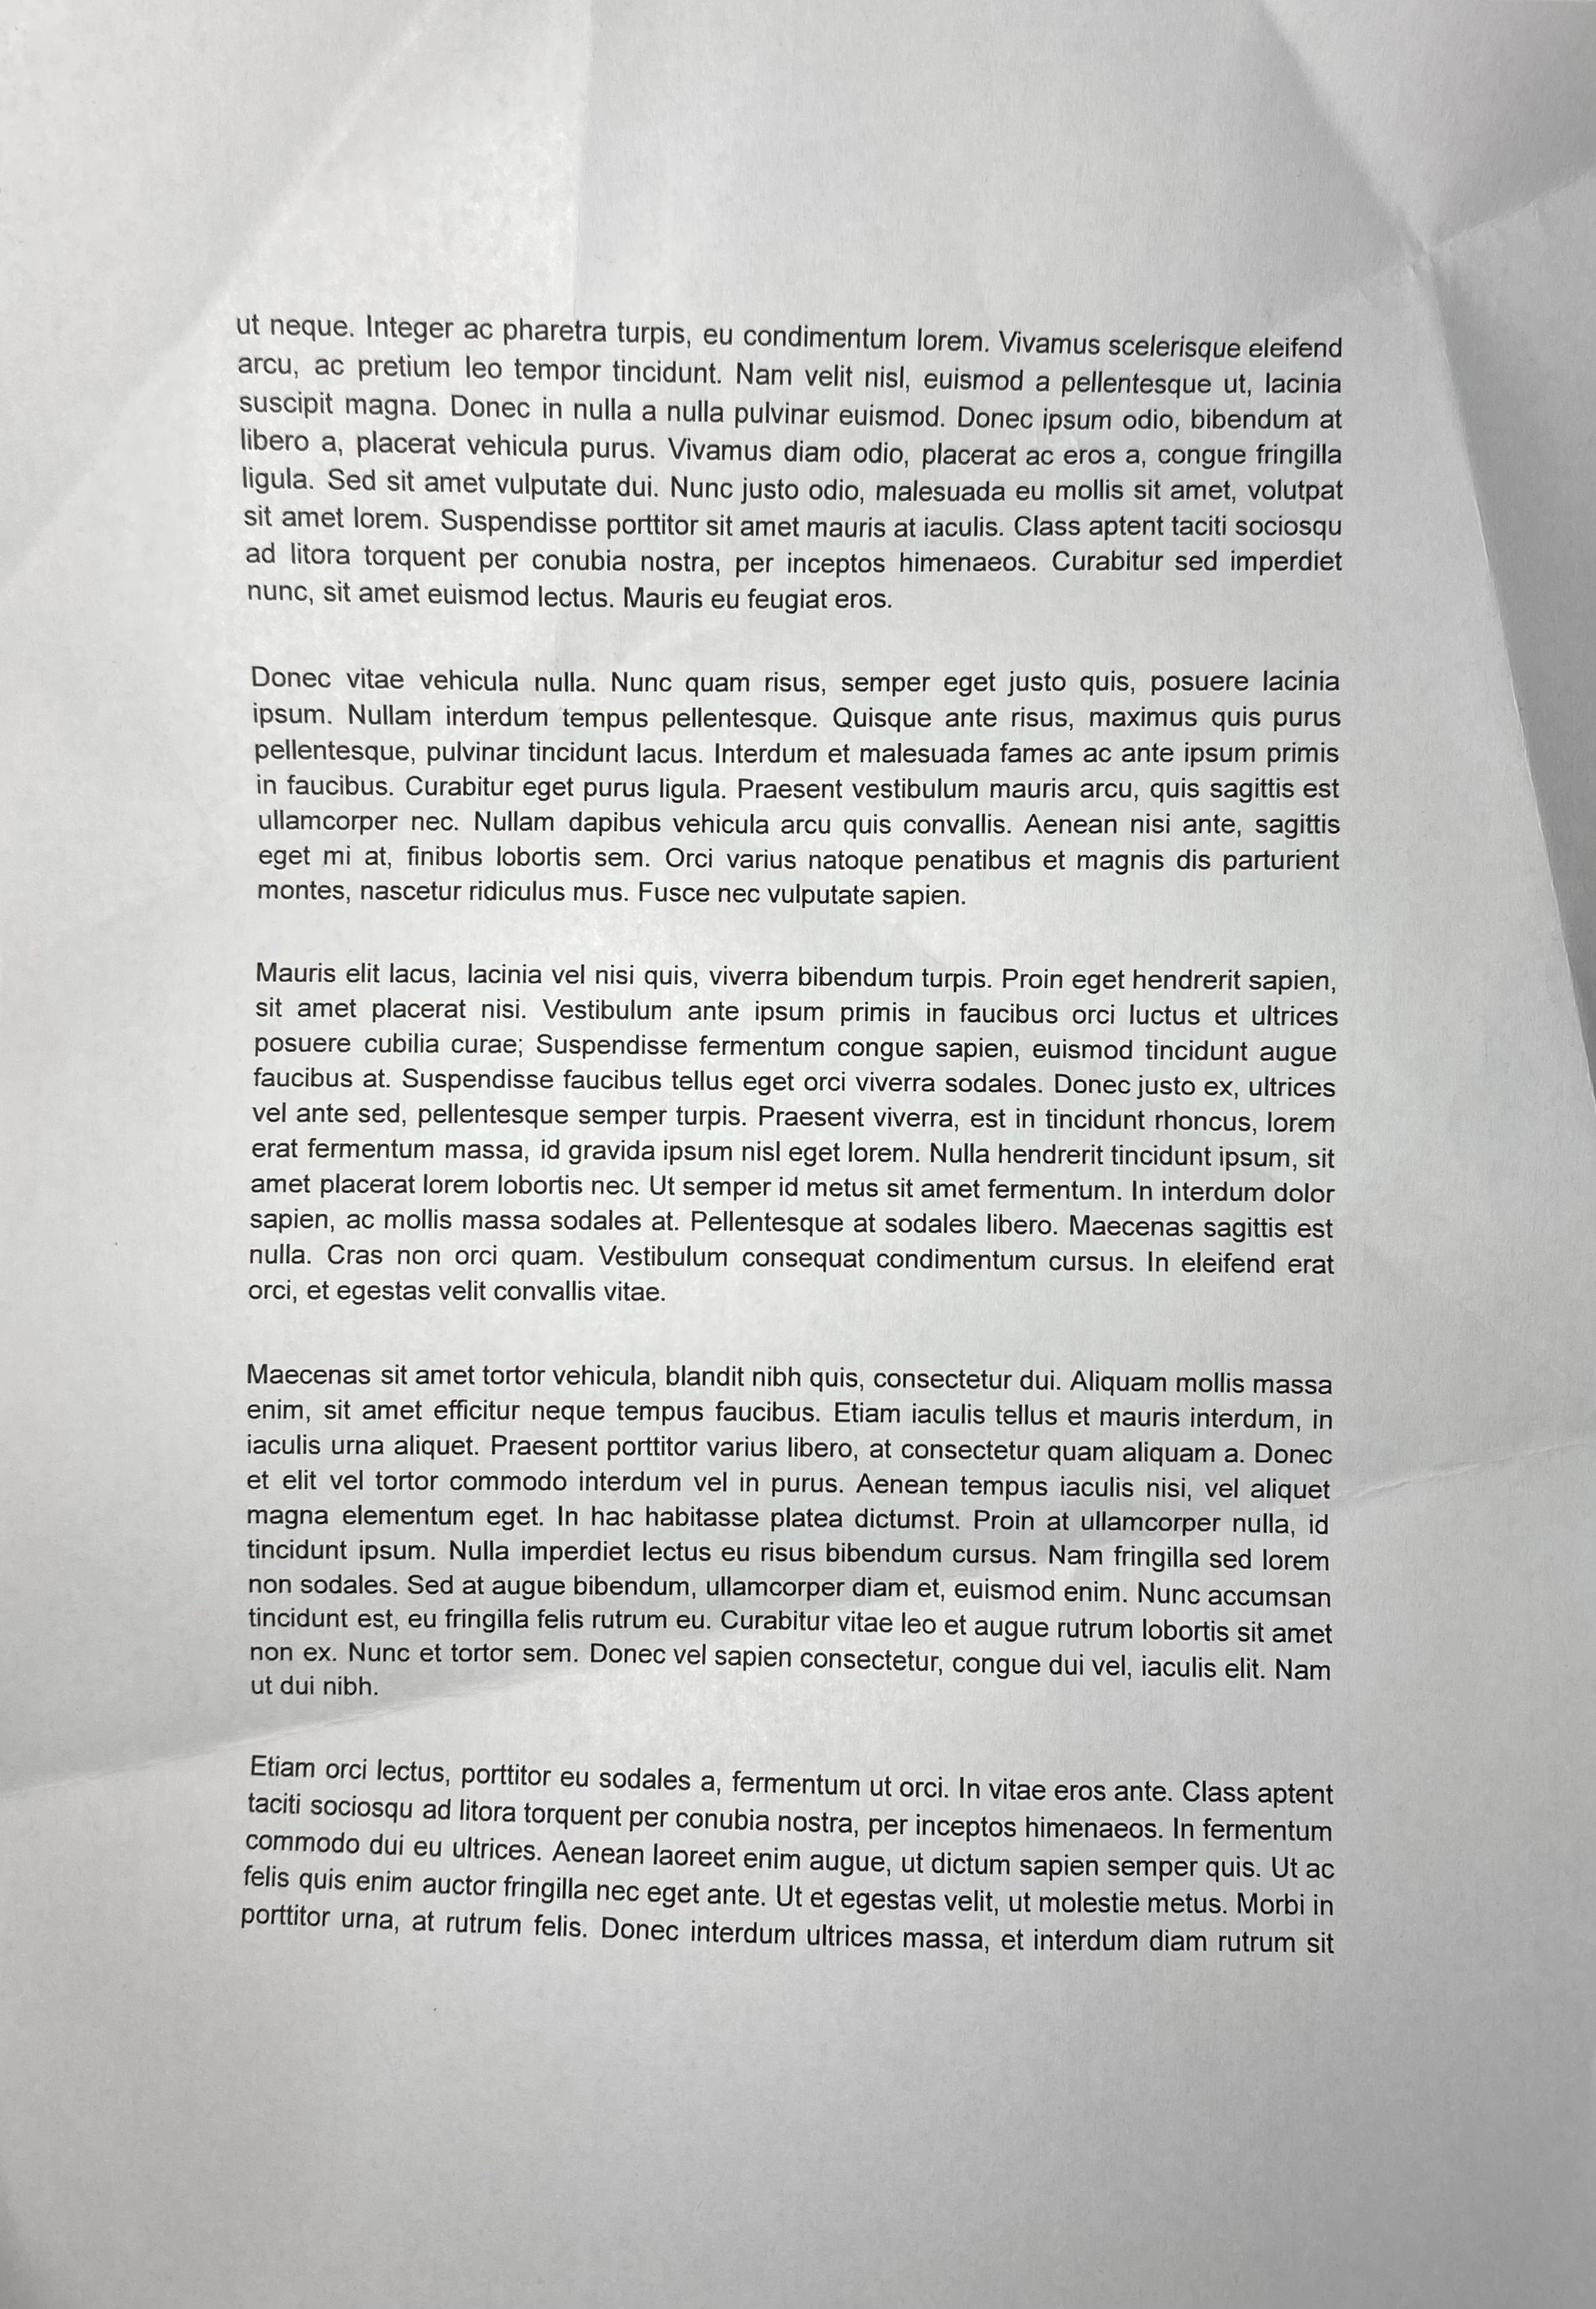 ut neque. Integer ac pharetra turpis, eu condimentum lorem. Vivamus scelerisque eleifend
arcu, ac pretium leo tempor tincidunt. Nam velit nisl, euismod a pellentesque ut, lacinia
suscipit magna. Donec in nulla a nulla pulvinar euismod. Donec ipsum odio, bibendum at
libero a, placerat vehicula purus. Vivamus diam odio, placerat ac eros a, congue fringilla
ligula. Sed sit amet vulputate dui. Nunc justo odio, malesuada eu mollis sit amet, volutpat
sit amet lorem. Suspendisse porttitor sit amet mauris at iaculis. Class aptent taciti sociosqu
ad litora torquent per conubia nostra, per inceptos himenaeos. Curabitur sed imperdiet
nunc, sit amet euismod lectus. Mauris eu feugiat eros.
Donec vitae vehicula nulla. Nunc quam risus, semper eget justo quis, posuere lacinia
ipsum. Nullam interdum tempus pellentesque. Quisque ante risus, maximus quis purus
pellentesque, pulvinar tincidunt lacus. Interdum et malesuada fames ac ante ipsum primis
in faucibus. Curabitur eget purus ligula. Praesent vestibulum mauris arcu, quis sagittis est
ullamcorper nec. Nullam dapibus vehicula arcu quis convallis. Aenean nisi ante, sagittis
eget mi at, finibus lobortis sem. Orci varius natoque penatibus et magnis dis parturient
montes, nascetur ridiculus mus. Fusce nec vulputate sapien.
Mauris elit lacus, lacinia vel nisi quis, viverra bibendum turpis. Proin eget hendrerit sapien,
sit amet placerat nisi. Vestibulum ante ipsum primis in faucibus orci luctus et ultrices
posuere cubilia curae; Suspendisse fermentum congue sapien, euismod tincidunt augue
faucibus at. Suspendisse faucibus tellus eget orci viverra sodales. Donec justo ex, ultrices
vel ante sed, pellentesque semper turpis. Praesent viverra, est in tincidunt rhoncus, lorem
erat fermentum massa, id gravida ipsum nisl eget lorem. Nulla hendrerit tincidunt ipsum, sit
amet placerat lorem lobortis nec. Ut semper id metus sit amet fermentum. In interdum dolor
sapien, ac mollis massa sodales at. Pellentesque at sodales libero. Maecenas sagittis est
nulla. Cras non orci quam. Vestibulum consequat condimentum cursus. In eleifend erat
orci, et egestas velit convallis vitae.
Maecenas sit amet tortor vehicula, blandit nibh quis, consectetur dui. Aliquam mollis massa
enim, sit amet efficitur neque tempus faucibus. Etiam iaculis tellus et mauris interdum, in
iaculis urna aliquet. Praesent porttitor varius libero, at consectetur quam aliquam a. Donec
et elit vel tortor commodo interdum vel in purus. Aenean tempus iaculis nisi, vel aliquet
magna elementum eget. In hac habitasse platea dictumst. Proin at ullamcorper nulla, id
tincidunt ipsum. Nulla imperdiet lectus eu risus bibendum cursus. Nam fringilla sed lorem
non sodales. Sed at augue bibendum, ullamcorper diam et, euismod enim. Nunc accumsan
tincidunt est, eu fringilla felis rutrum eu. Curabitur vitae leo et augue rutrum lobortis sit amet
non ex. Nunc et tortor sem. Donec vel sapien consectetur, congue dui vel, iaculis elit. Nam
ut dui nibh.
Etiam orci lectus, porttitor eu sodales a, fermentum ut orci. In vitae eros ante. Class aptent
taciti sociosqu ad litora torquent per conubia nostra, per inceptos himenaeos. In fermentum
commodo dui eu ultrices. Aenean laoreet enim augue, ut dictum sapien semper quis. Ut ac
felis quis enim auctor fringilla nec eget ante. Ut et egestas velit, ut molestie metus. Morbi in
porttitor urna, at rutrum felis. Donec interdum ultrices massa, et interdum diam rutrum sit